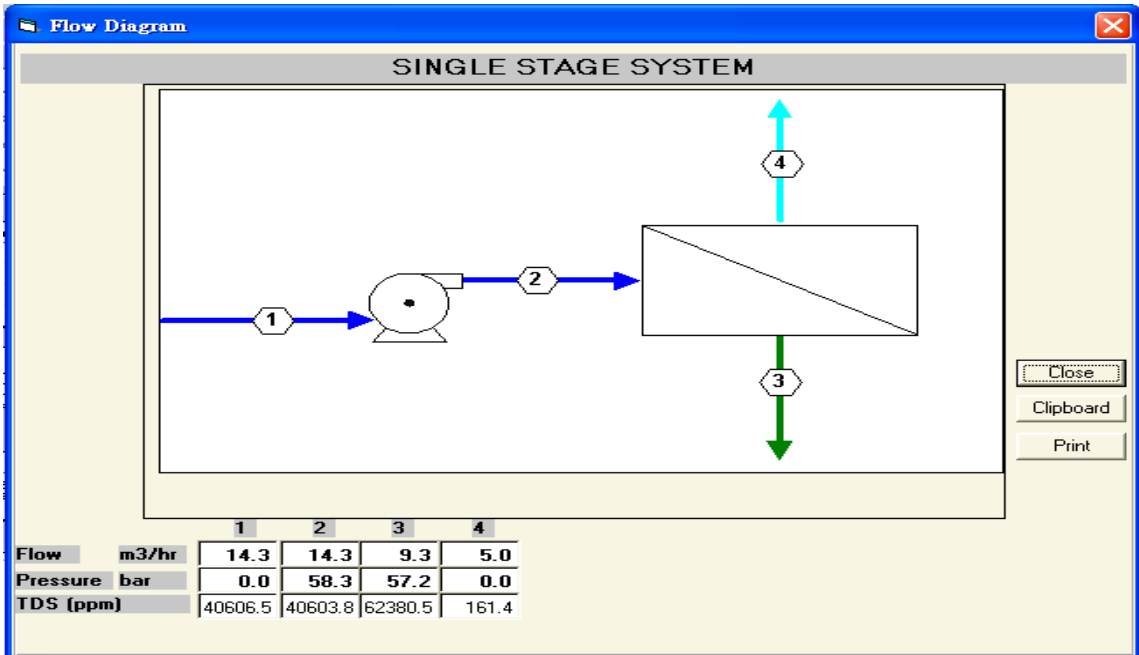 Flow Diagram
SINGLE STAGE SYSTEM
4
2
1
3
Close
Clipboard
Print
1 2 3 4
Flow m3/hr 14.3 14.3 9.3 5.0
Pressure bar 0.0 58.3 57.2 0.0
TDS (ppm) 40606.5 40603.8 62380.5 161.4